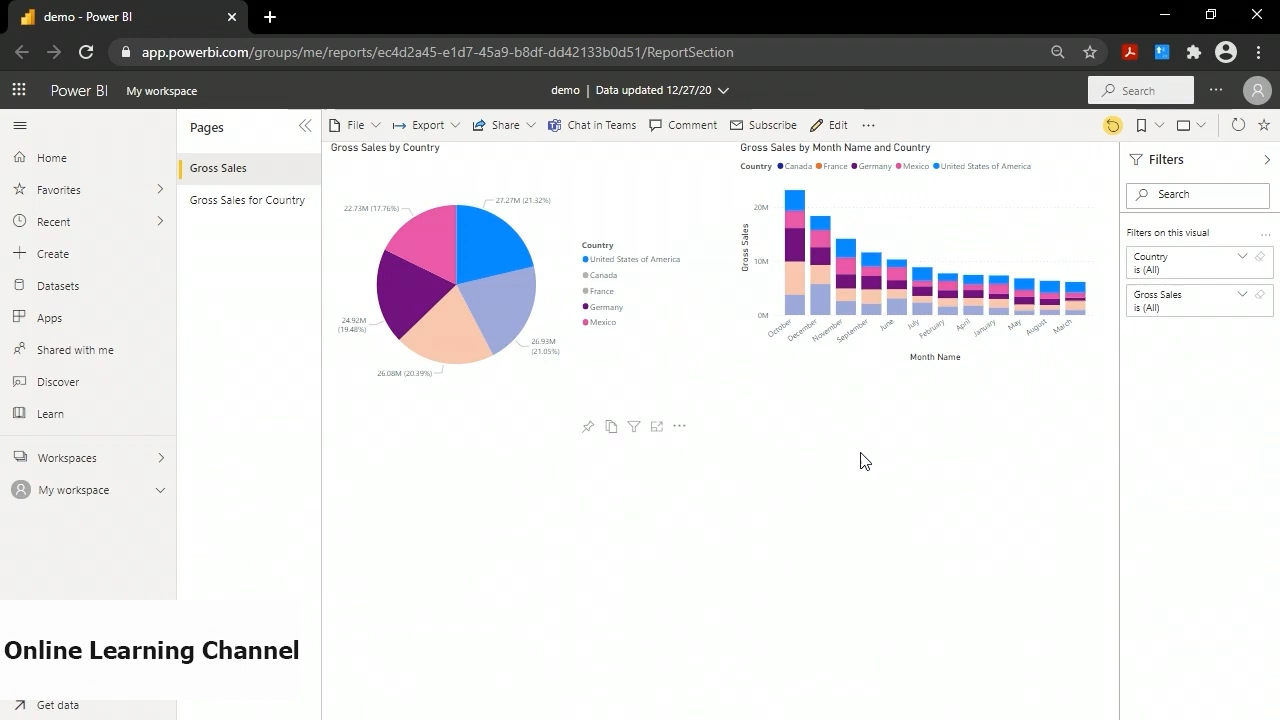 demo - Power BI
app.powerbi.com/groups/me/reports/ec4d2a45-e1d7-45a9-b8df-dd42133b0d51/ReportSection
Power BI My workspace
demo | Data updated 12/27/20
Search
Home
Favorites
Recent
Create
Datasets
Apps
Shared with me
Discover
Learn
Workspaces
My workspace
Get data
Online Learning Channel
Pages
Gross Sales
Gross Sales for Country
File Export Share Chat in Teams Comment Subscribe Edit
Gross Sales by Country
27.27M (21.32%)
22.73M (17.76%)
24.92M
(19.48%)
26.93M
(21.05%)
26.08M (20.39%)
Country
United States of America
Canada
France
Germany
Mexico
Gross Sales by Month Name and Country
Country Canada France Germany Mexico United States of America
Gross Sales
20M
10M
0M
October December November September June July February April January May August March
Month Name
Filters
Search
Filters on this visual
Country
is (All)
Gross Sales
is (All)